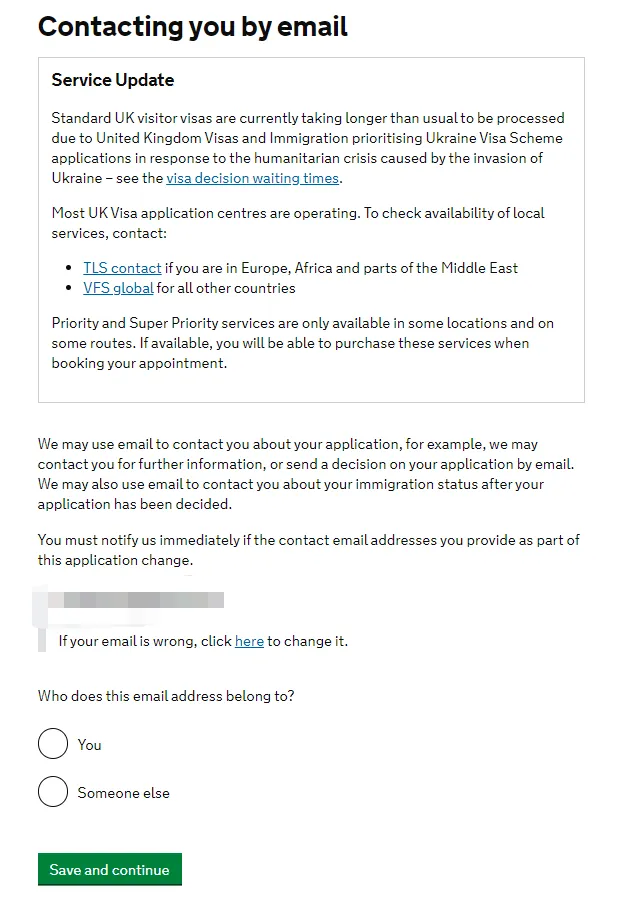 Contacting you by email
Service Update
Standard UK visitor visas are currently taking longer than usual to be processed
due to United Kingdom Visas and Immigration prioritising Ukraine Visa Scheme
applications in response to the humanitarian crisis caused by the invasion of
Ukraine – see the visa decision waiting times.
Most UK Visa application centres are operating. To check availability of local
services, contact:
• TLS contact if you are in Europe, Africa and parts of the Middle East
• VFS global for all other countries
Priority and Super Priority services are only available in some locations and on
some routes. If available, you will be able to purchase these services when
booking your appointment.
We may use email to contact you about your application, for example, we may
contact you for further information, or send a decision on your application by email.
We may also use email to contact you about your immigration status after your
application has been decided.
You must notify us immediately if the contact email addresses you provide as part of
this application change.
If your email is wrong, click here to change it.
Who does this email address belong to?
You
Someone else
Save and continue